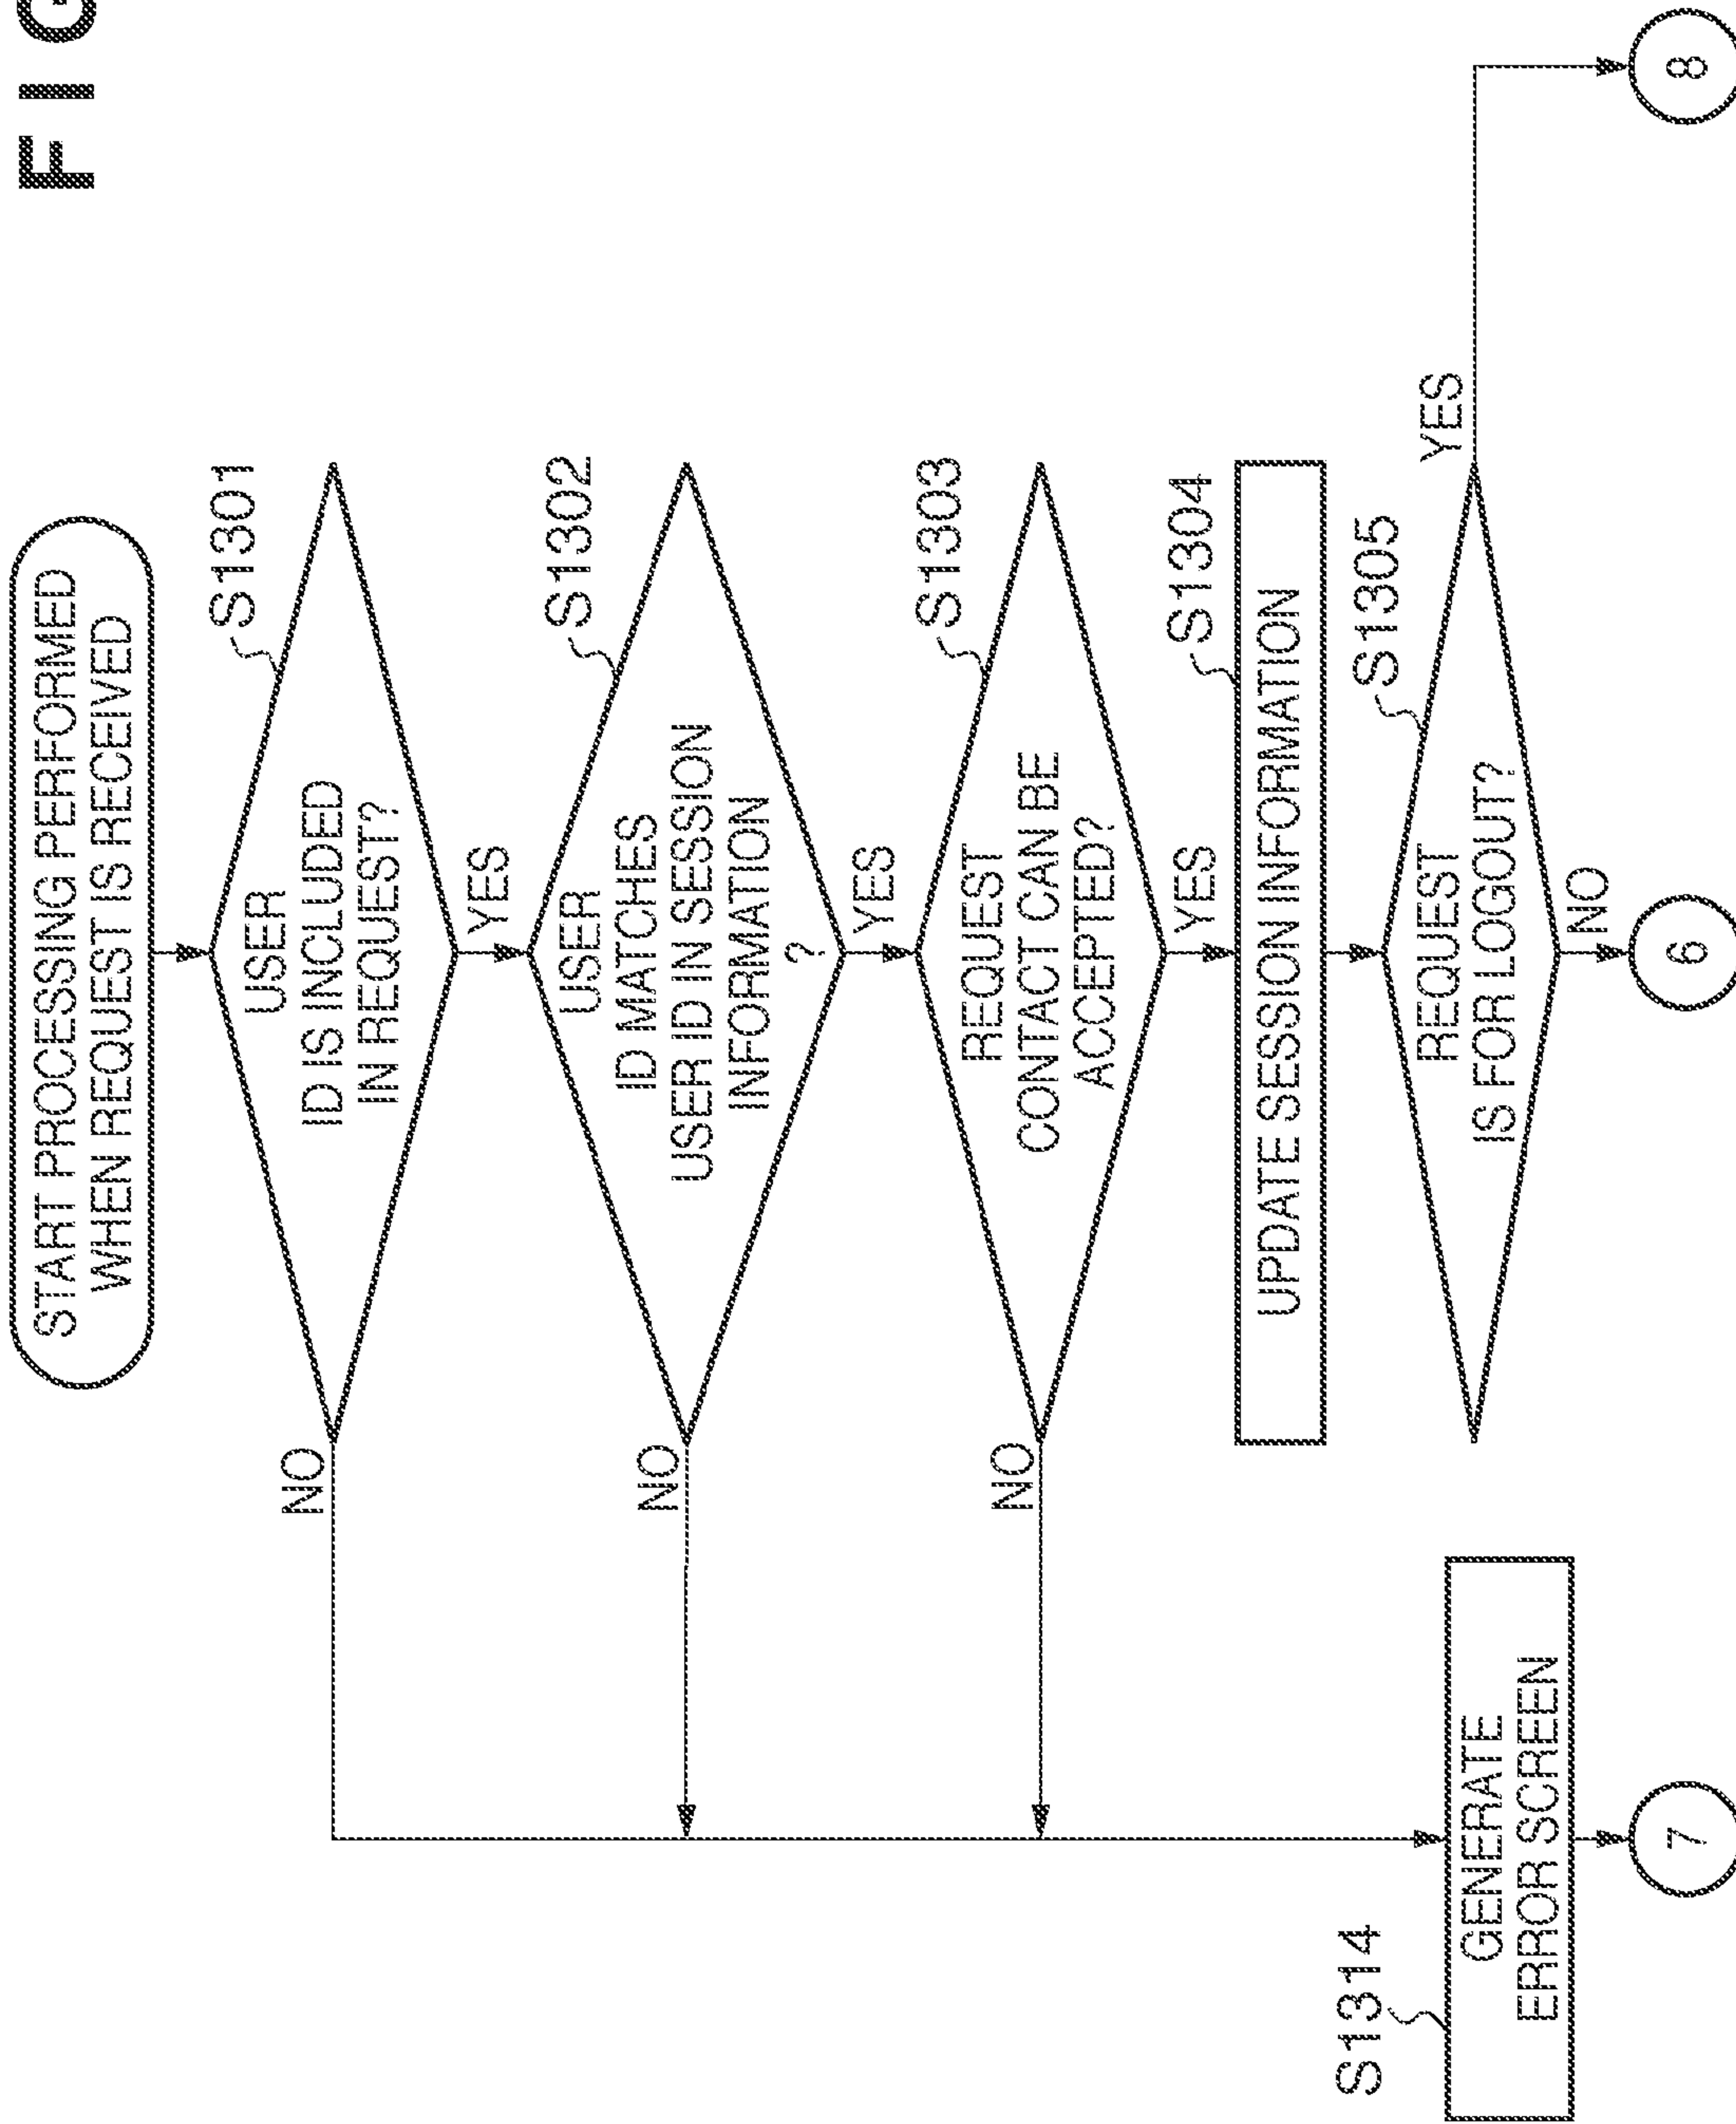 FIG
START PROCESSING PERFORMED
WHEN REQUEST IS RECEIVED
S1301
USER
ID IS INCLUDED
IN REQUEST?
NO
YES
S1302
USER
ID MATCHES
USER ID IN SESSION
INFORMATION
?
NO
YES
S1303
REQUEST
CONTACT CAN BE
ACCEPTED?
NO
YES
S1304
UPDATE SESSION INFORMATION
S1305
REQUEST
IS FOR LOGOUT?
YES
NO
S1314
GENERATE
ERROR SCREEN
7
6
8